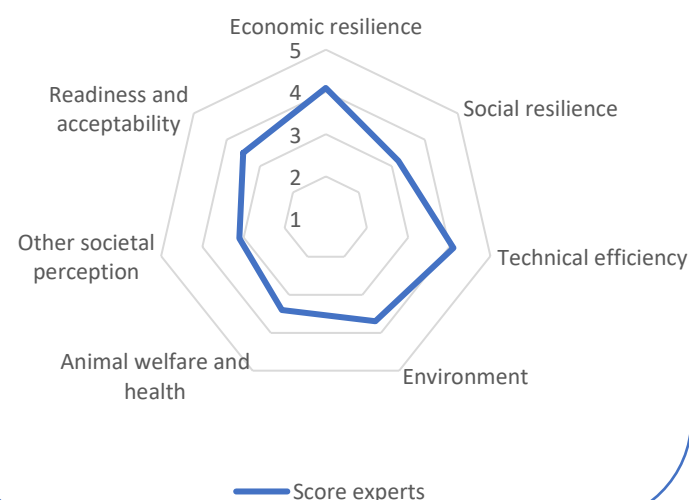 Economic resilience
5
Readiness and
acceptability
4
Social resilience
3
2
1
Other societal
perception
Technical efficiency
Animal welfare and
health
Environment
Score experts